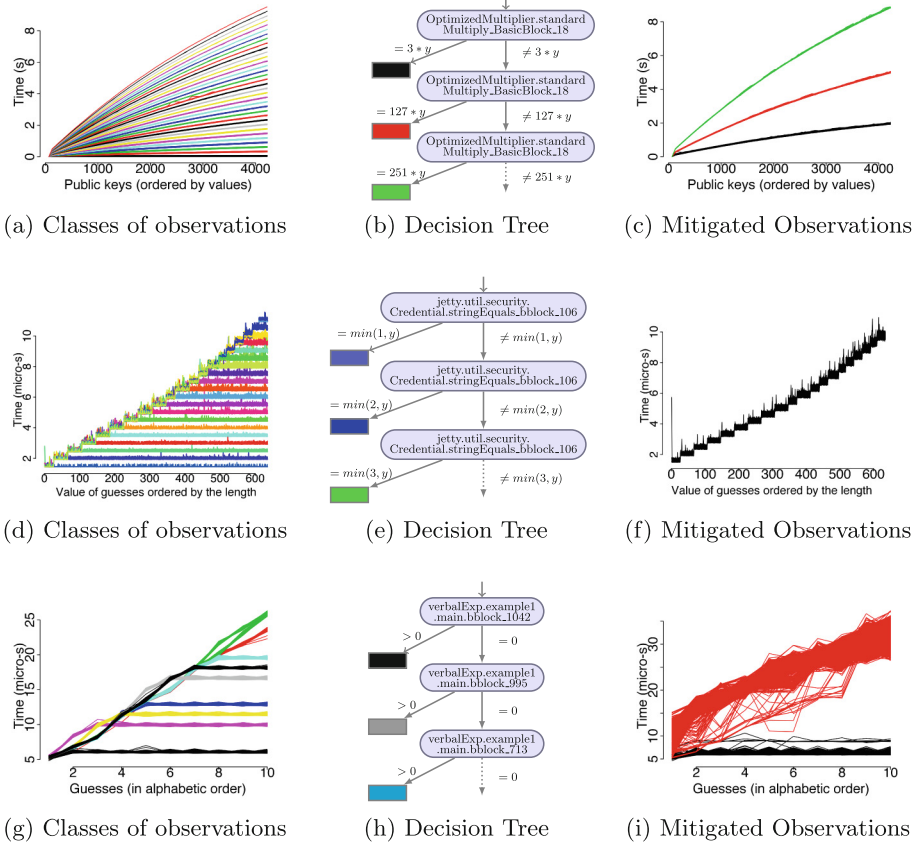 8
6
4
2
0
Time (s)
0 1000 2000 3000 4000
Public keys (ordered by values)
(a) Classes of observations
OptimizedMultiplier.standard
Multiply_BasicBlock_18
= 3 * y
≠ 3 * y
OptimizedMultiplier.standard
Multiply_BasicBlock_18
= 127 * y
≠ 127 * y
OptimizedMultiplier.standard
Multiply_BasicBlock_18
= 251 * y
≠ 251 * y
(b) Decision Tree
8
6
4
2
0
Time (s)
0 1000 2000 3000 4000
Public keys (ordered by values)
(c) Mitigated Observations
10
8
6
4
2
Time (micro-s)
0 100 200 300 400 500 600
Value of guesses ordered by the length
(d) Classes of observations
jetty.util.security.
Credential.stringEquals_bblock_106
= min(1, y)
≠ min(1, y)
jetty.util.security.
Credential.stringEquals_bblock_106
= min(2, y)
≠ min(2, y)
jetty.util.security.
Credential.stringEquals_bblock_106
= min(3, y)
≠ min(3, y)
(e) Decision Tree
10
8
6
4
2
Time (micro-s)
0 100 200 300 400 500 600
Value of guesses ordered by the length
(f) Mitigated Observations
25
20
15
10
5
Time (micro-s)
2 4 6 8 10
Guesses (in alphabetic order)
(g) Classes of observations
verbalExp.example1
.main.bblock_1042
> 0
= 0
verbalExp.example1
.main.bblock_995
> 0
= 0
verbalExp.example1
.main.bblock_713
> 0
= 0
(h) Decision Tree
30
20
10
5
Time (micro-s)
2 4 6 8 10
Guesses (in alphabetic order)
(i) Mitigated Observations